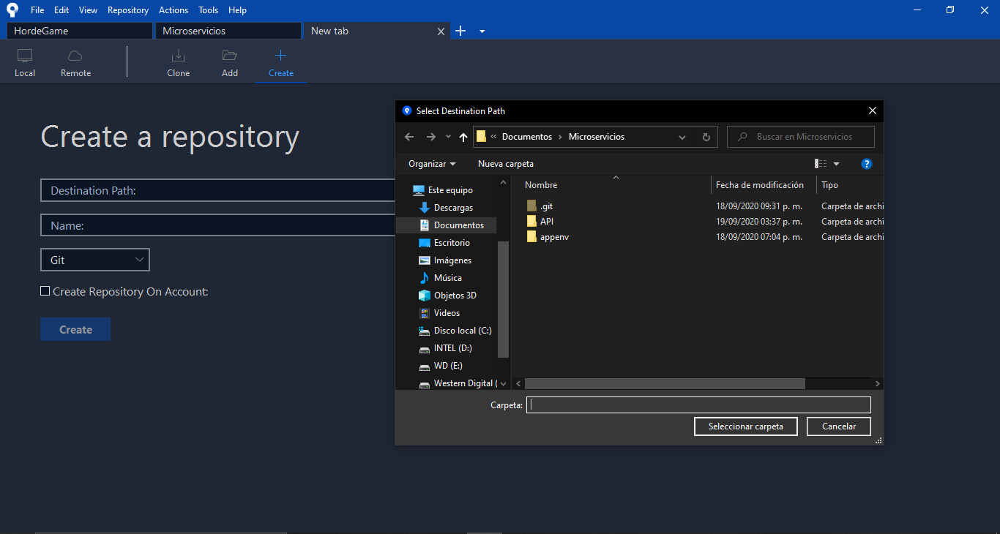 File Edit View Repository Actions Tools Help
HordeGame Microservicios New tab
Local Remote Clone Add Create
Create a repository
Destination Path:
Name:
Git
Create Repository On Account:
Create
Select Destination Path
« Documentos › Microservicios
Buscar en Microservicios
Organizar Nueva carpeta
Este equipo
Descargas
Documentos
Escritorio
Imágenes
Música
Objetos 3D
Videos
Disco local (C:)
INTEL (D:)
WD (E:)
Western Digital (
Nombre Fecha de modificación Tipo
.git 18/09/2020 09:31 p. m. Carpeta de archi
API 19/09/2020 03:37 p. m. Carpeta de archi
appenv 18/09/2020 07:04 p. m. Carpeta de archi
Carpeta:
Seleccionar carpeta Cancelar